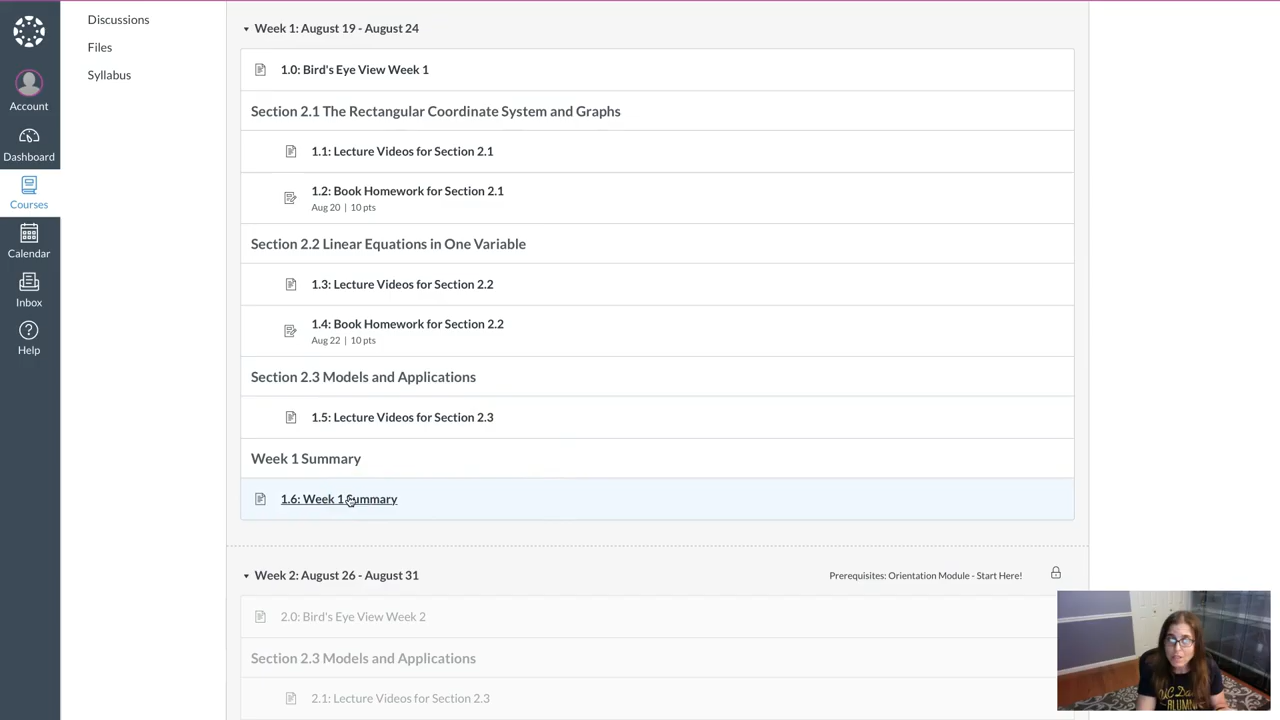 Discussions
Files
Syllabus
Account
Dashboard
Courses
Calendar
Inbox
Help
Week 1: August 19 - August 24
1.0: Bird's Eye View Week 1
Section 2.1 The Rectangular Coordinate System and Graphs
1.1: Lecture Videos for Section 2.1
1.2: Book Homework for Section 2.1
Aug 20 | 10 pts
Section 2.2 Linear Equations in One Variable
1.3: Lecture Videos for Section 2.2
1.4: Book Homework for Section 2.2
Aug 22 | 10 pts
Section 2.3 Models and Applications
1.5: Lecture Videos for Section 2.3
Week 1 Summary
1.6: Week 1 Summary
Week 2: August 26 - August 31
Prerequisites: Orientation Module - Start Here!
2.0: Bird's Eye View Week 2
Section 2.3 Models and Applications
2.1: Lecture Videos for Section 2.3
UC Davis
ALUMNI